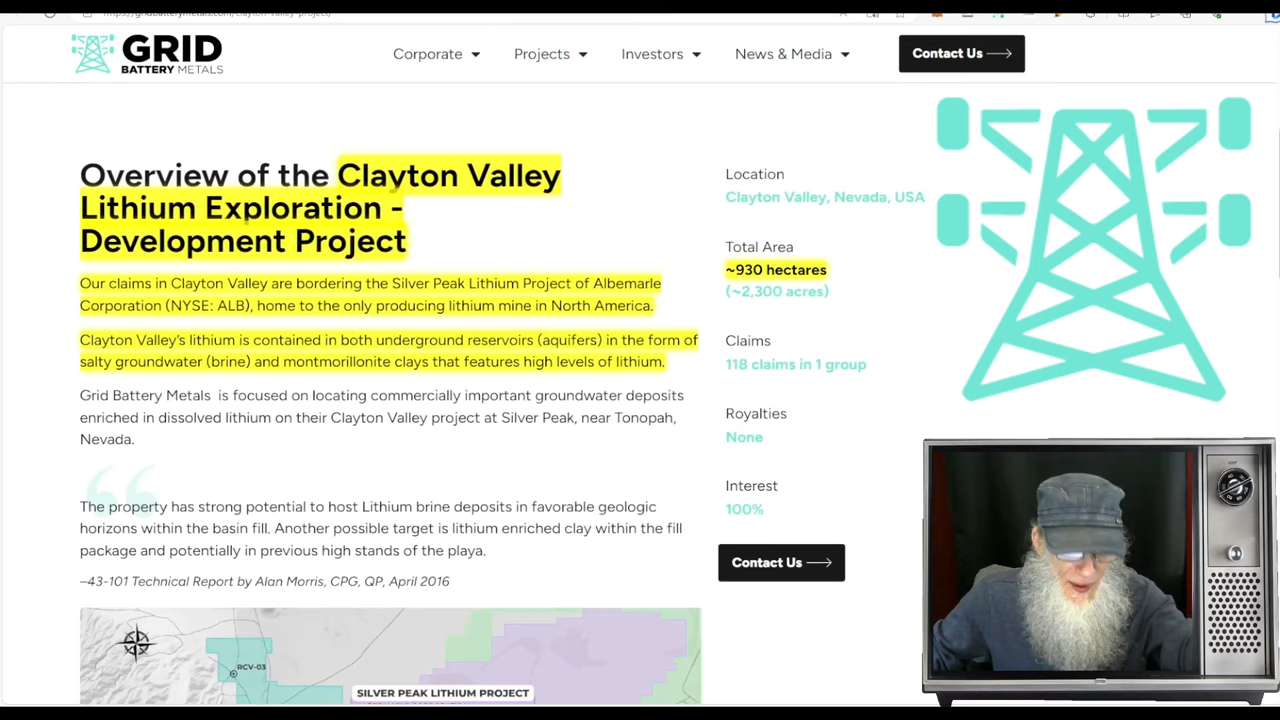 https://gridbatterymetals.com/clayton-valley-project/
GRID
BATTERY METALS
Corporate
Projects
Investors
News & Media
Contact Us
Overview of the Clayton Valley
Lithium Exploration -
Development Project
Our claims in Clayton Valley are bordering the Silver Peak Lithium Project of Albemarle
Corporation (NYSE: ALB), home to the only producing lithium mine in North America.
Clayton Valley's lithium is contained in both underground reservoirs (aquifers) in the form of
salty groundwater (brine) and montmorillonite clays that features high levels of lithium.
Grid Battery Metals is focused on locating commercially important groundwater deposits
enriched in dissolved lithium on their Clayton Valley project at Silver Peak, near Tonopah,
Nevada.
The property has strong potential to host Lithium brine deposits in favorable geologic
horizons within the basin fill. Another possible target is lithium enriched clay within the fill
package and potentially in previous high stands of the playa.
–43-101 Technical Report by Alan Morris, CPG, QP, April 2016
RCV-03
SILVER PEAK LITHIUM PROJECT
Location
Clayton Valley, Nevada, USA
Total Area
~930 hectares
(~2,300 acres)
Claims
118 claims in 1 group
Royalties
None
Interest
100%
Contact Us